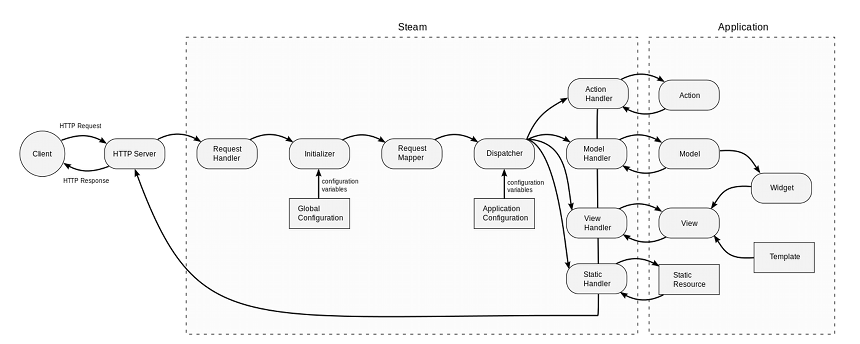 Steam
Application
HTTP Request
Client
HTTP Server
HTTP Response
Request
Handler
Initializer
configuration
variables
Global
Configuration
Request
Mapper
Dispatcher
configuration
variables
Application
Configuration
Action
Handler
Action
Model
Handler
Model
Widget
View
Handler
View
Template
Static
Handler
Static
Resource